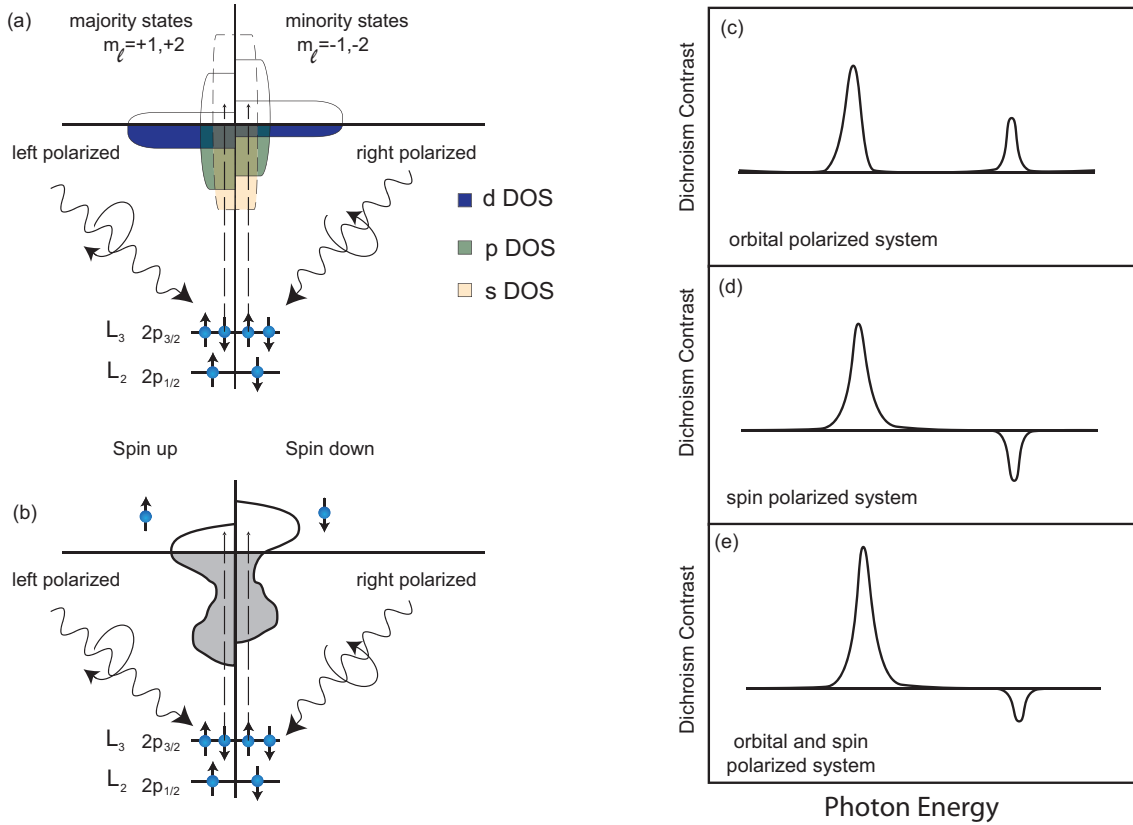 (a)
majority states
mℓ=+1,+2
minority states
mℓ=-1,-2
left polarized
right polarized
d DOS
p DOS
s DOS
L3 2p3/2
L2 2p1/2
Spin up
Spin down
(b)
left polarized
right polarized
L3 2p3/2
L2 2p1/2
(c)
Dichroism Contrast
orbital polarized system
(d)
Dichroism Contrast
spin polarized system
(e)
Dichroism Contrast
orbital and spin
polarized system
Photon Energy